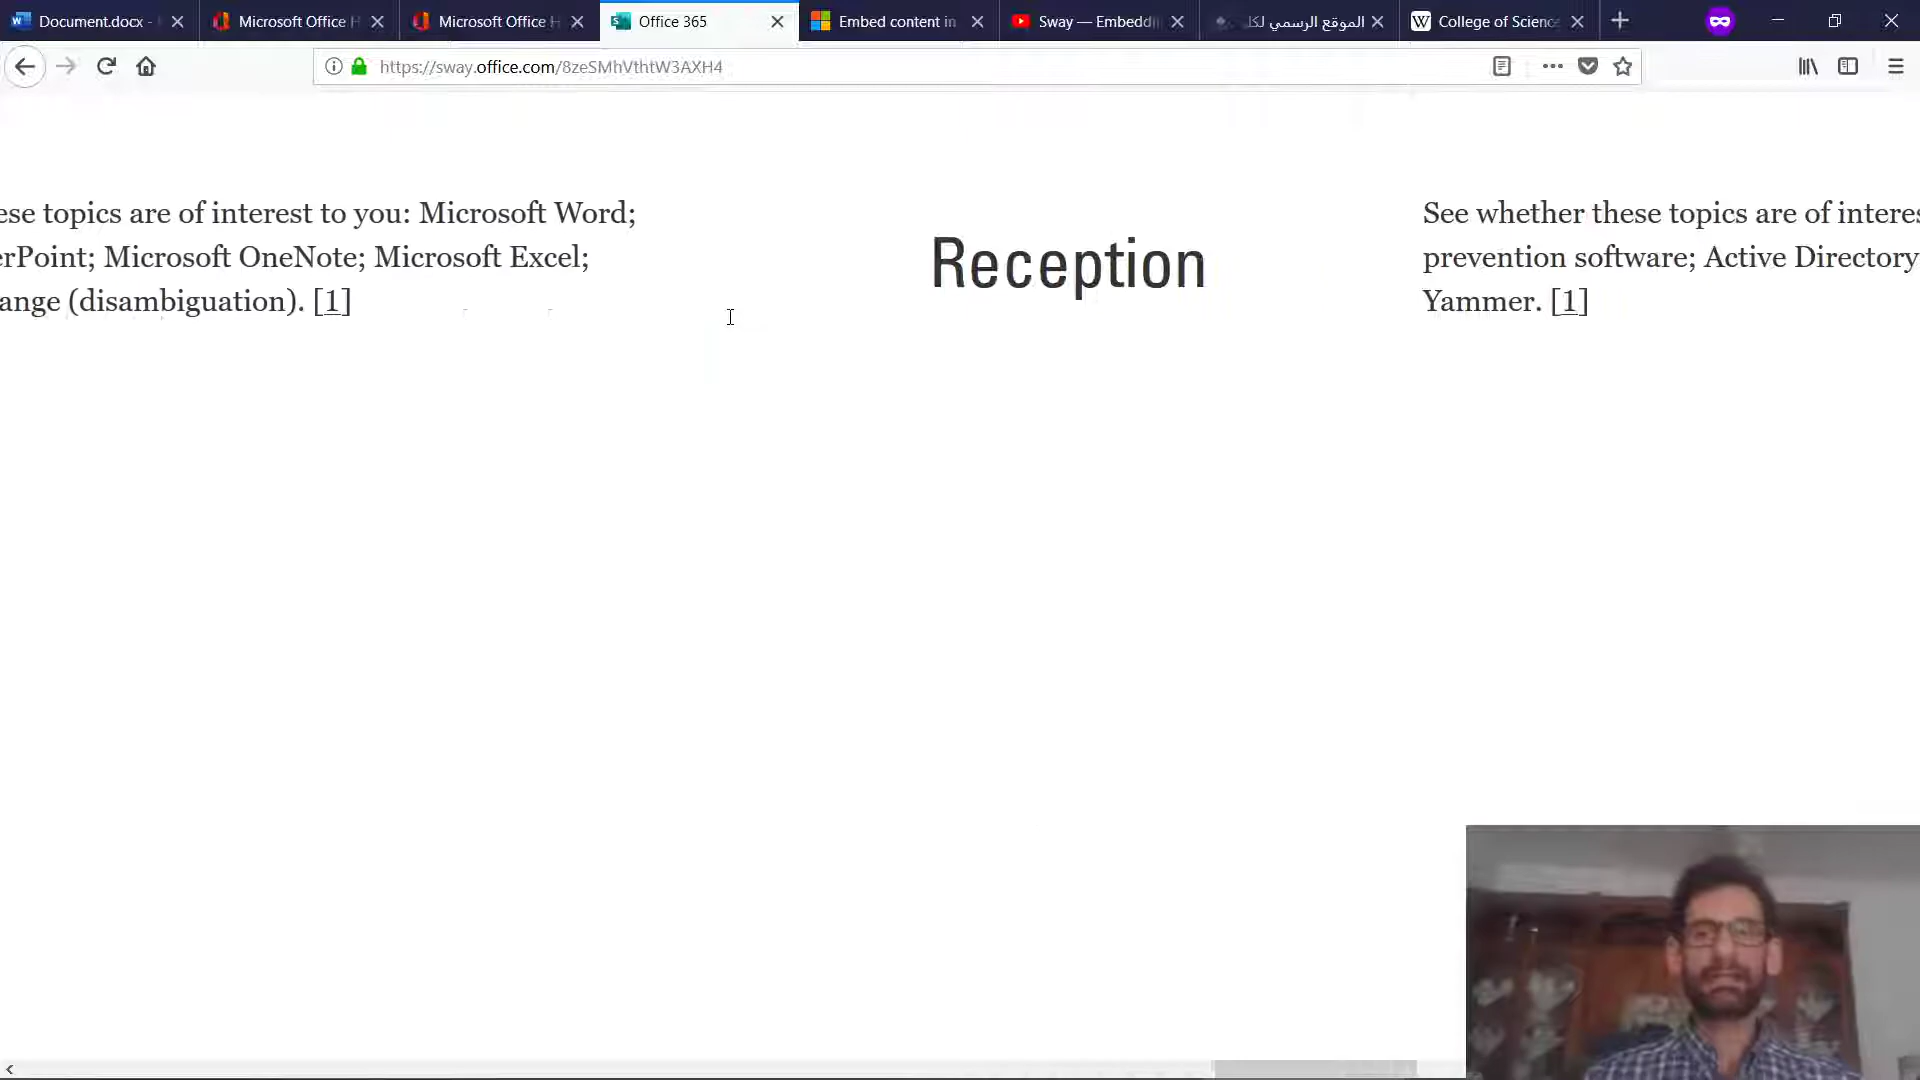 Document.docx -
Microsoft Office H
Microsoft Office H
Office 365
Embed content in
Sway — Embeddi
الموقع الرسمي لكلـ
College of Science
https://sway.office.com/8zeSMhVthtW3AXH4
ese topics are of interest to you: Microsoft Word;
erPoint; Microsoft OneNote; Microsoft Excel;
ange (disambiguation). [1]
Reception
See whether these topics are of interes
prevention software; Active Directory
Yammer. [1]